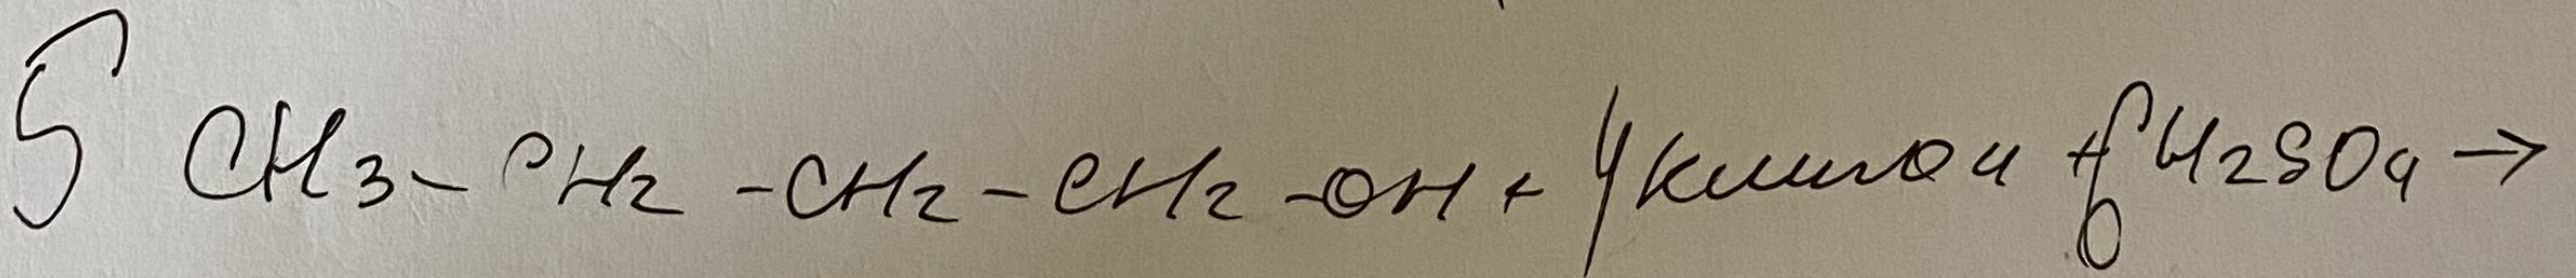 5 CH3- CH2 -CH2-CH2-OH + 4KMnO4 + 6H2SO4 →